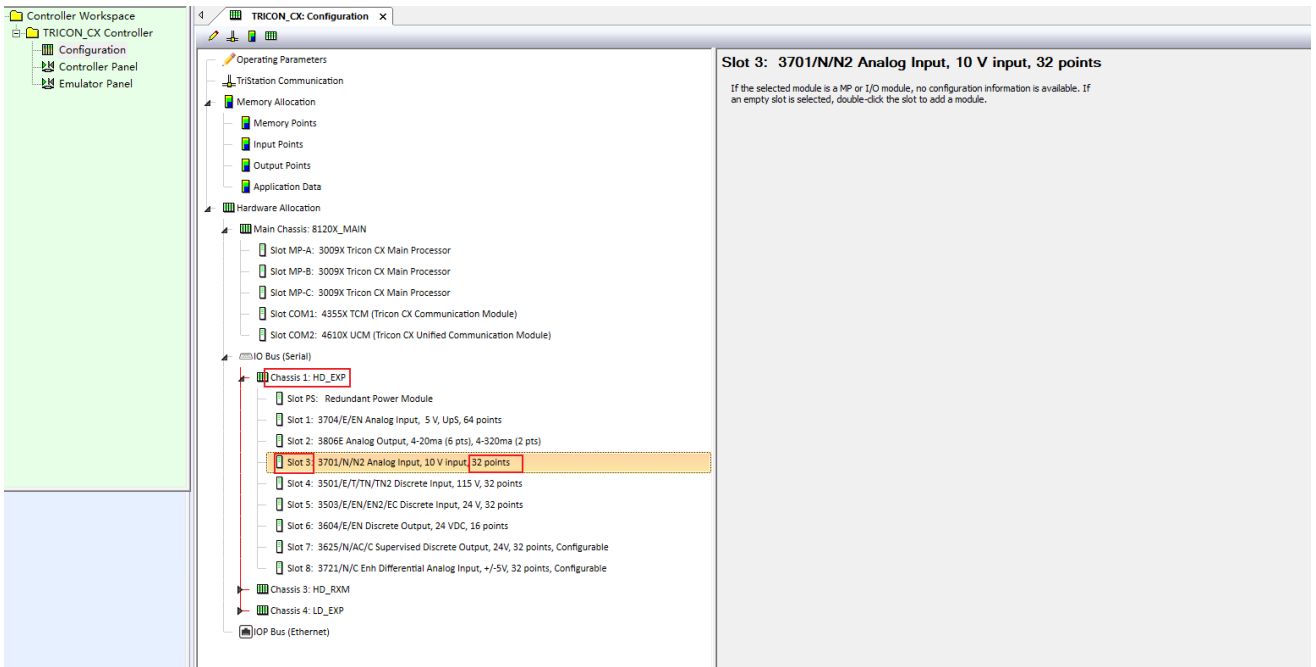 Controller Workspace
TRICON_CX Controller
Configuration
Controller Panel
Emulator Panel
TRICON_CX: Configuration x
Operating Parameters
TriStation Communication
Memory Allocation
Memory Points
Input Points
Output Points
Application Data
Hardware Allocation
Main Chassis: 8120X_MAIN
Slot MP-A: 3009X Tricon CX Main Processor
Slot MP-B: 3009X Tricon CX Main Processor
Slot MP-C: 3009X Tricon CX Main Processor
Slot COM1: 4355X TCM (Tricon CX Communication Module)
Slot COM2: 4610X UCM (Tricon CX Unified Communication Module)
IO Bus (Serial)
Chassis 1: HD_EXP
Slot PS: Redundant Power Module
Slot 1: 3704/E/EN Analog Input, 5 V, UpS, 64 points
Slot 2: 3806E Analog Output, 4-20ma (6 pts), 4-320ma (2 pts)
Slot 3: 3701/N/N2 Analog Input, 10 V input, 32 points
Slot 4: 3501/E/T/TN/TN2 Discrete Input, 115 V, 32 points
Slot 5: 3503/E/EN/EN2/EC Discrete Input, 24 V, 32 points
Slot 6: 3604/E/EN Discrete Output, 24 VDC, 16 points
Slot 7: 3625/N/AC/C Supervised Discrete Output, 24V, 32 points, Configurable
Slot 8: 3721/N/C Enh Differential Analog Input, +/-5V, 32 points, Configurable
Chassis 3: HD_RXM
Chassis 4: LD_EXP
IOP Bus (Ethernet)
Slot 3: 3701/N/N2 Analog Input, 10 V input, 32 points
If the selected module is a MP or I/O module, no configuration information is available. If
an empty slot is selected, double-click the slot to add a module.